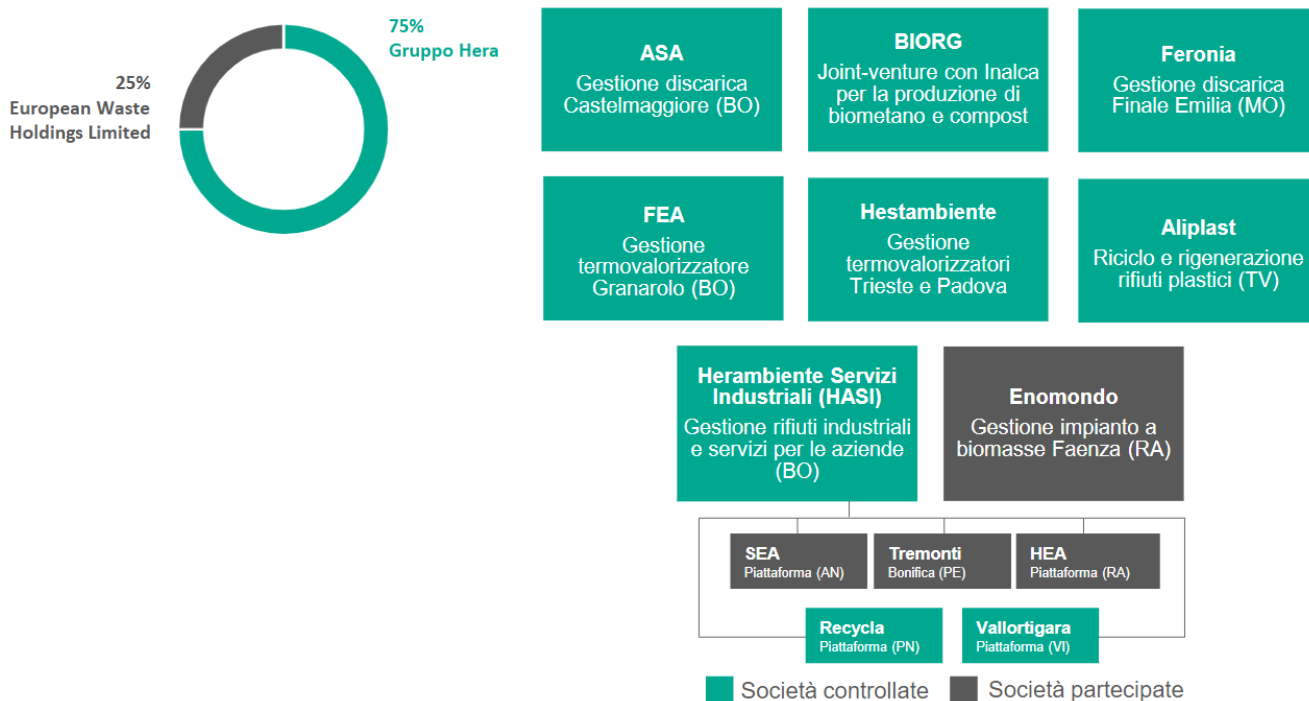 75%
Gruppo Hera
25%
European Waste
Holdings Limited
ASA
Gestione discarica
Castelmaggiore (BO)
BIORG
Joint-venture con Inalca
per la produzione di
biometano e compost
Feronia
Gestione discarica
Finale Emilia (MO)
FEA
Gestione
termovalorizzatore
Granarolo (BO)
Hestambiente
Gestione
termovalorizzatori
Trieste e Padova
Aliplast
Riciclo e rigenerazione
rifiuti plastici (TV)
Herambiente Servizi
Industriali (HASI)
Gestione rifiuti industriali
e servizi per le aziende
(BO)
Enomondo
Gestione impianto a
biomasse Faenza (RA)
SEA
Piattaforma (AN)
Tremonti
Bonifica (PE)
HEA
Piattaforma (RA)
Recycla
Piattaforma (PN)
Vallortigara
Piattaforma (VI)
Società controllate
Società partecipate